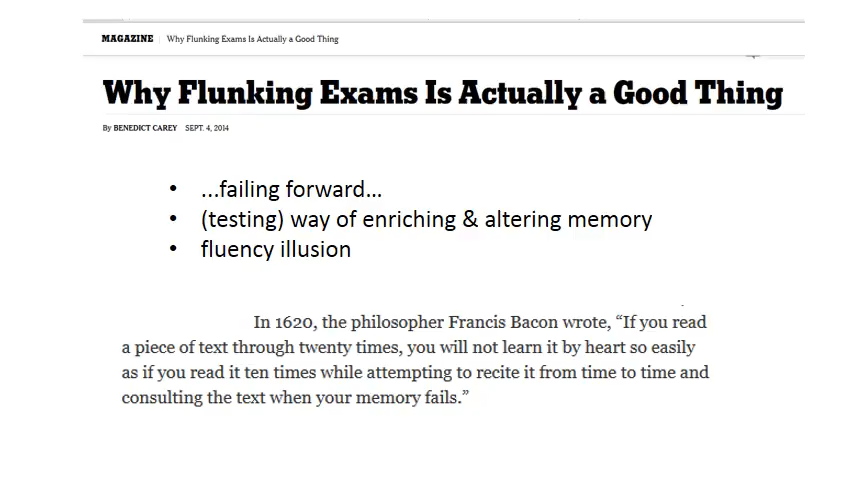 MAGAZINE | Why Flunking Exams Is Actually a Good Thing
Why Flunking Exams Is Actually a Good Thing
By BENEDICT CAREY SEPT. 4, 2014
• ...failing forward...
• (testing) way of enriching & altering memory
• fluency illusion
In 1620, the philosopher Francis Bacon wrote, “If you read
a piece of text through twenty times, you will not learn it by heart so easily
as if you read it ten times while attempting to recite it from time to time and
consulting the text when your memory fails.”